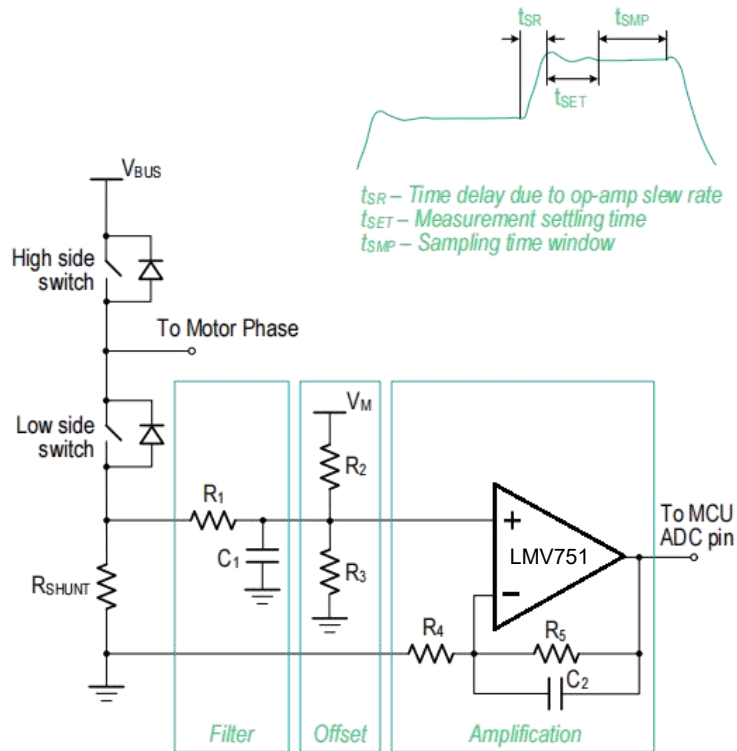 tSR
tSMP
tSET
VBUS
tSR – Time delay due to op-amp slew rate
tSET – Measurement settling time
tSMP – Sampling time window
High side
switch
To Motor Phase
Low side
switch
VM
R2
R1
C1
R3
RSHUNT
+
LMV751
–
To MCU
ADC pin
R4
R5
C2
Filter
Offset
Amplification